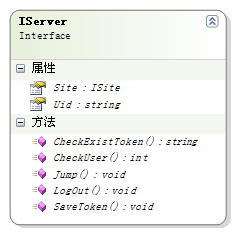 IServer
Interface
属性
Site : ISite
Uid : string
方法
CheckExistToken() : string
CheckUser() : int
Jump() : void
LogOut() : void
SaveToken() : void